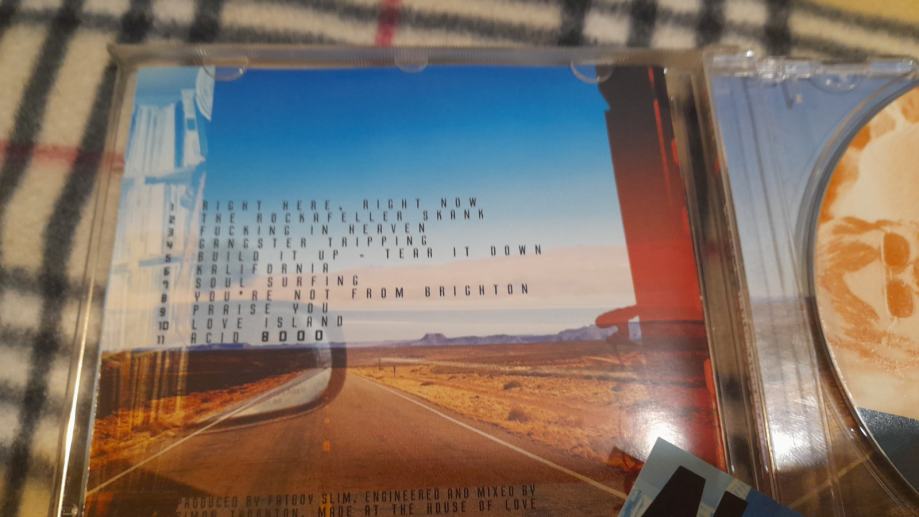 1 RIGHT HERE, RIGHT NOW
2 THE ROCKAFELLER SKANK
3 FUCKING IN HEAVEN
4 GANGSTER TRIPPING
5 BUILD IT UP - TEAR IT DOWN
6 KALIFORNIA
7 SOUL SURFING
8 YOU'RE NOT FROM BRIGHTON
9 PRAISE YOU
10 LOVE ISLAND
11 ACID 8000
PRODUCED BY FATBOY SLIM. ENGINEERED AND MIXED BY
SIMON THORNTON. MADE AT THE HOUSE OF LOVE